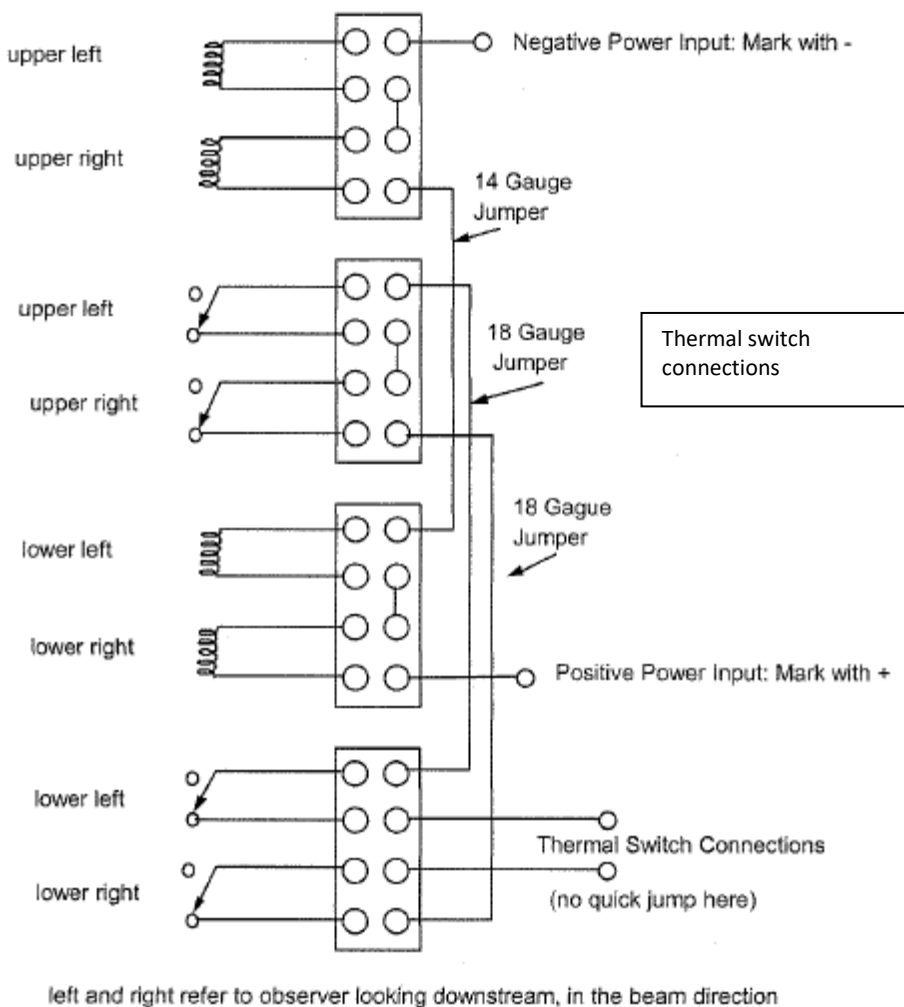 upper left
Negative Power Input: Mark with -
upper right
14 Gauge
Jumper
upper left
18 Gauge
Jumper
Thermal switch
connections
upper right
18 Gague
Jumper
lower left
lower right
Positive Power Input: Mark with +
lower left
Thermal Switch Connections
lower right
(no quick jump here)
left and right refer to observer looking downstream, in the beam direction